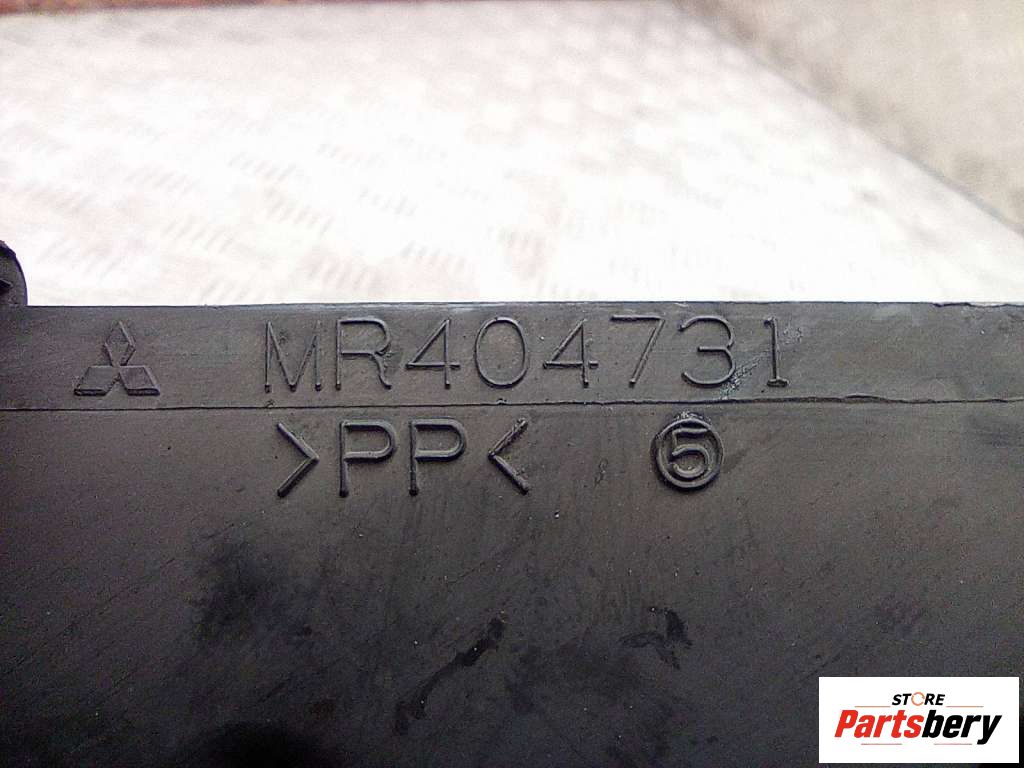 MR404731
>PP< ⑤
STORE
Partsbery